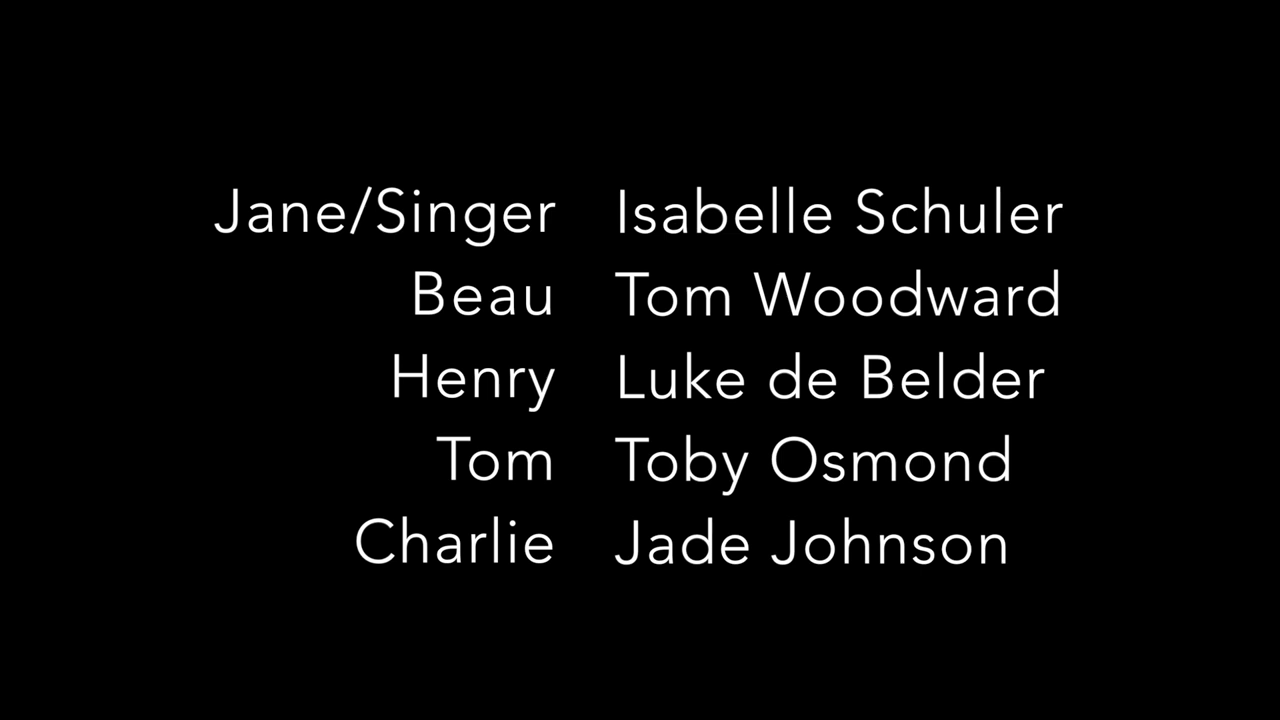 Jane/Singer Isabelle Schuler
Beau Tom Woodward
Henry Luke de Belder
Tom Toby Osmond
Charlie Jade Johnson